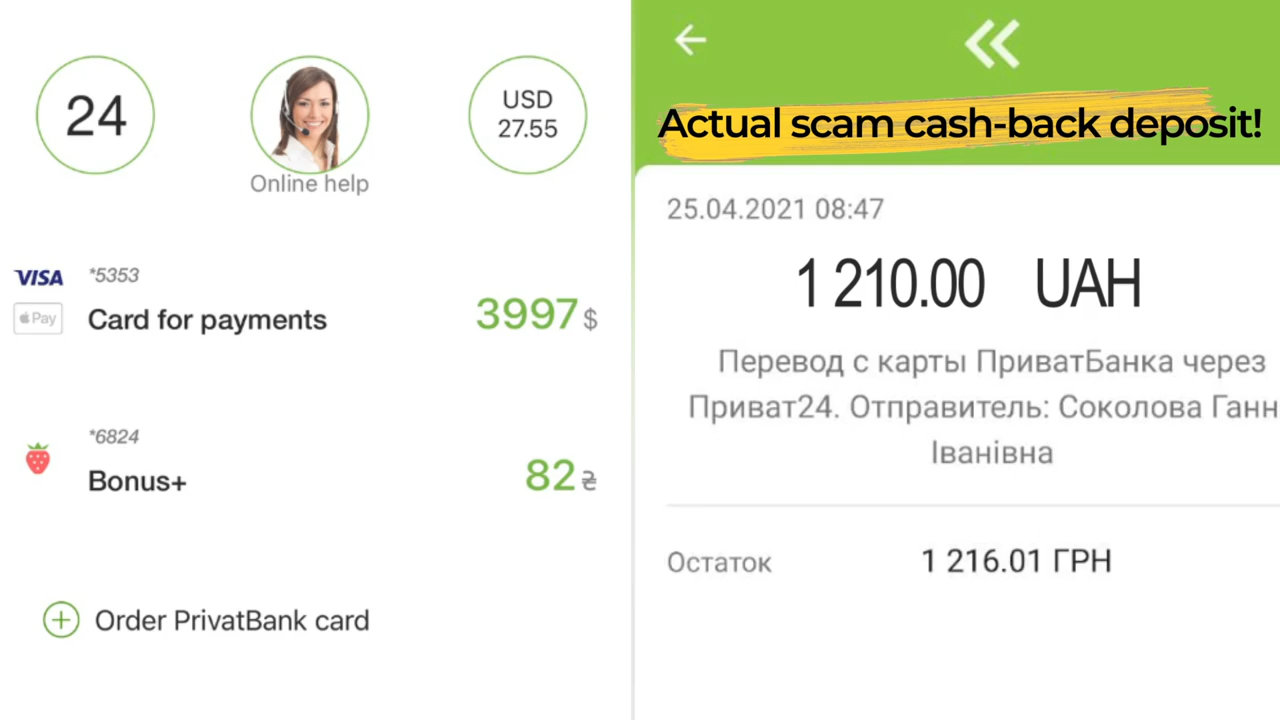 24
Online help
USD
27.55
VISA
*5353
Pay
Card for payments
3997 $
*6824
Bonus+
82 ₴
Order PrivatBank card
Actual scam cash-back deposit!
25.04.2021 08:47
1 210.00 UAH
Перевод с карты ПриватБанка через
Приват24. Отправитель: Соколова Ганн
Іванівна
Остаток 1 216.01 ГРН